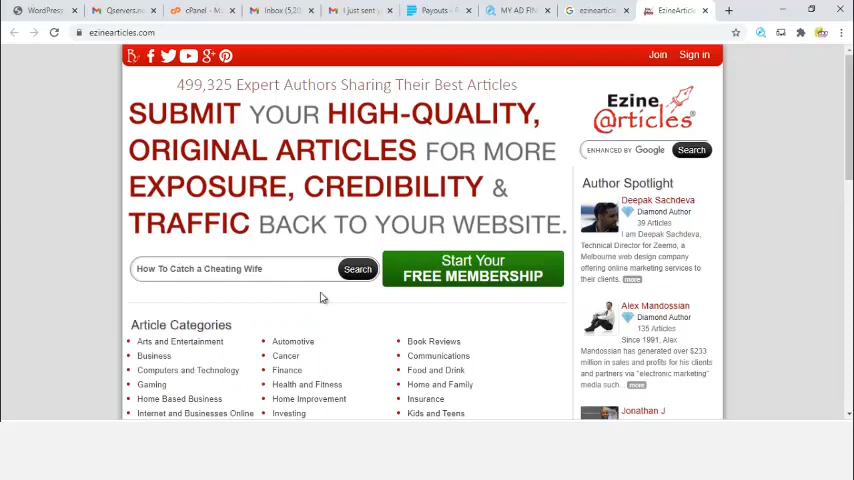 WordPress
Qservers.ne
cPanel - M
Inbox (5,20
I just sent y
Payouts - P
MY AD FIN
ezinearticle
EzineArticle
ezinearticles.com
Join
Sign in
499,325 Expert Authors Sharing Their Best Articles
SUBMIT YOUR HIGH-QUALITY,
ORIGINAL ARTICLES FOR MORE
EXPOSURE, CREDIBILITY &
TRAFFIC BACK TO YOUR WEBSITE.
How To Catch a Cheating Wife
Search
Start Your
FREE MEMBERSHIP
Article Categories
Arts and Entertainment
Business
Computers and Technology
Gaming
Home Based Business
Internet and Businesses Online
Automotive
Cancer
Finance
Health and Fitness
Home Improvement
Investing
Book Reviews
Communications
Food and Drink
Home and Family
Insurance
Kids and Teens
Ezine
@rticles
ENHANCED BY Google
Search
Author Spotlight
Deepak Sachdeva
Diamond Author
39 Articles
I am Deepak Sachdeva,
Technical Director for Zeemo, a
Melbourne web design company
offering online marketing services to
their clients. more
Alex Mandossian
Diamond Author
135 Articles
Since 1991, Alex
Mandossian has generated over $233
million in sales and profits for his clients
and partners via "electronic marketing"
media such... more
Jonathan J